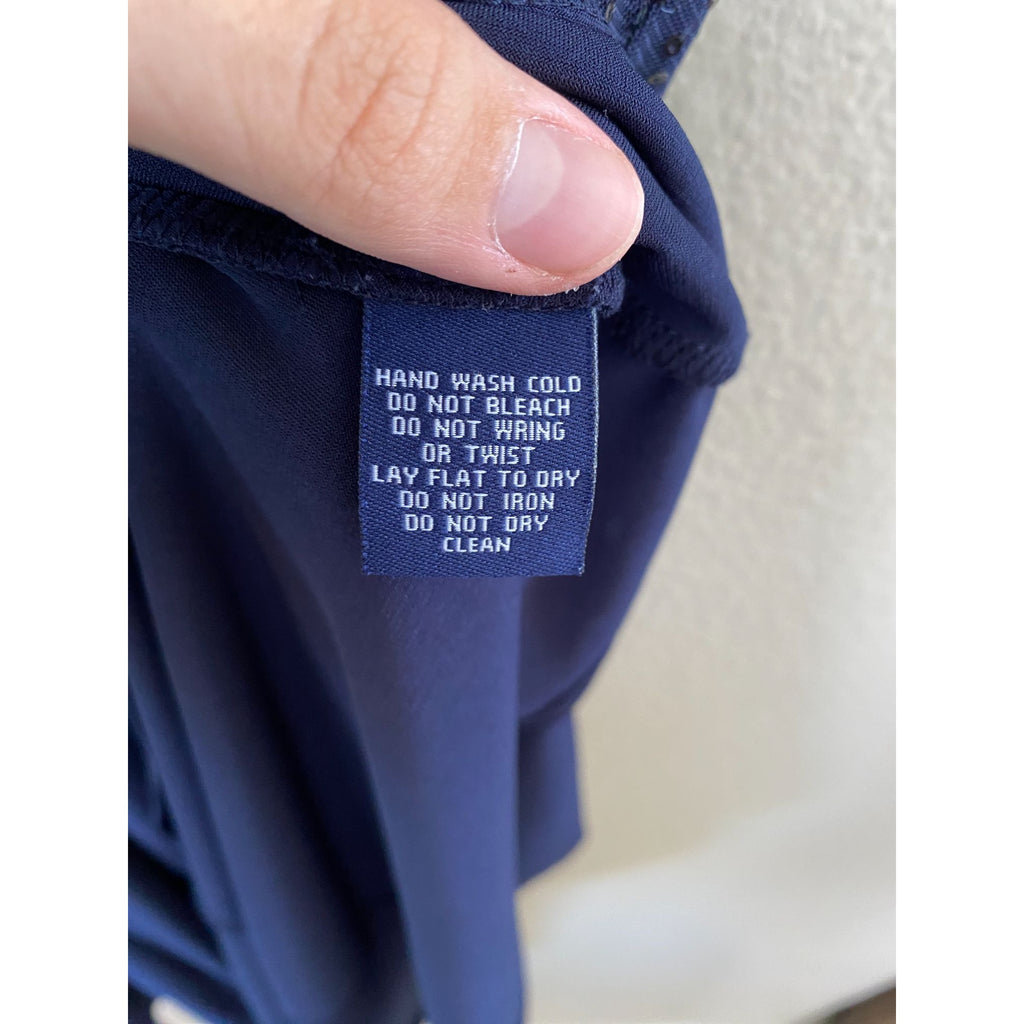 HAND WASH COLD
DO NOT BLEACH
DO NOT WRING
OR TWIST
LAY FLAT TO DRY
DO NOT IRON
DO NOT DRY
CLEAN